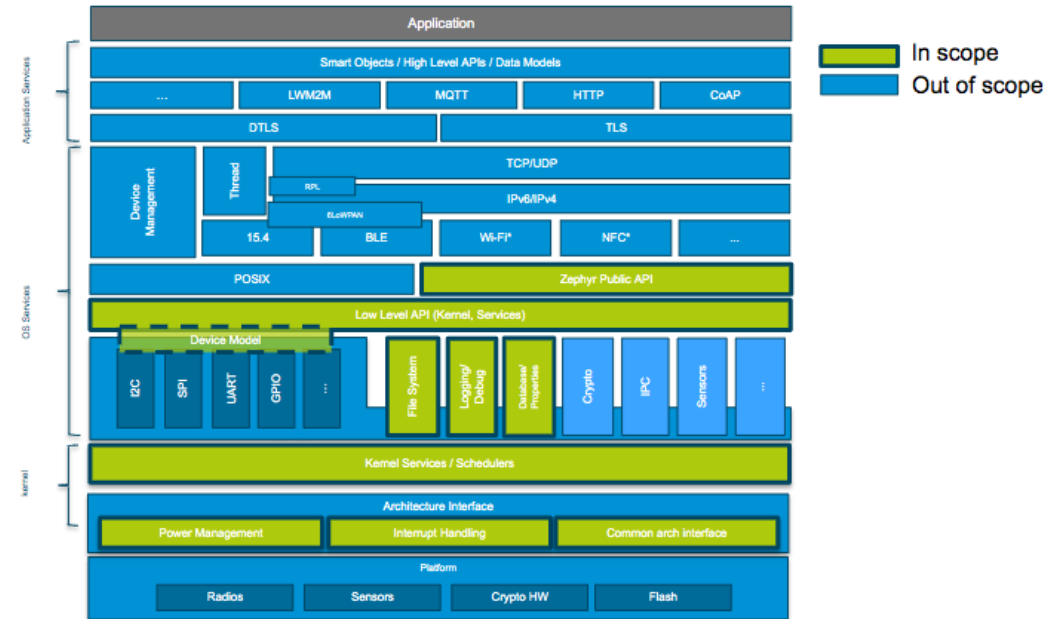 Application
In scope
Out of scope
Application Services
Smart Objects / High Level APIs / Data Models
...
LWM2M
MQTT
HTTP
CoAP
DTLS
TLS
OS Services
Device
Management
Thread
TCP/UDP
RPL
IPv6/IPv4
6LoWPAN
15.4
BLE
Wi-Fi*
NFC*
...
POSIX
Zephyr Public API
Low Level API (Kernel, Services)
Device Model
I2C
SPI
UART
GPIO
...
File System
Logging/
Debug
Database/
Properties
Crypto
IPC
Sensors
...
kernel
Kernel Services / Schedulers
Architecture Interface
Power Management
Interrupt Handling
Common arch interface
Platform
Radios
Sensors
Crypto HW
Flash